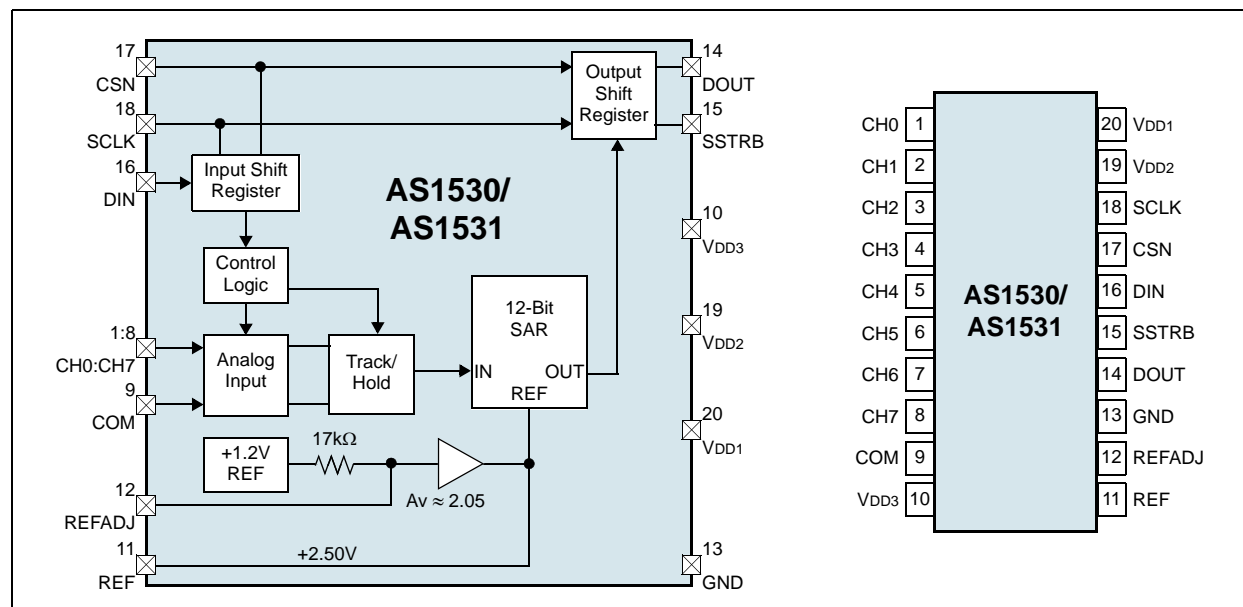 17
CSN
18
SCLK
16
DIN
Input Shift
Register
Output
Shift
Register
14
DOUT
15
SSTRB
AS1530/
AS1531
10
VDD3
Control
Logic
12-Bit
SAR
IN
OUT
REF
19
VDD2
1:8
CH0:CH7
Analog
Input
Track/
Hold
9
COM
20
VDD1
+1.2V
REF
17kΩ
Av ≈ 2.05
12
REFADJ
11
REF
+2.50V
13
GND
CH0 1
CH1 2
CH2 3
CH3 4
CH4 5
CH5 6
CH6 7
CH7 8
COM 9
VDD3 10
AS1530/
AS1531
20 VDD1
19 VDD2
18 SCLK
17 CSN
16 DIN
15 SSTRB
14 DOUT
13 GND
12 REFADJ
11 REF